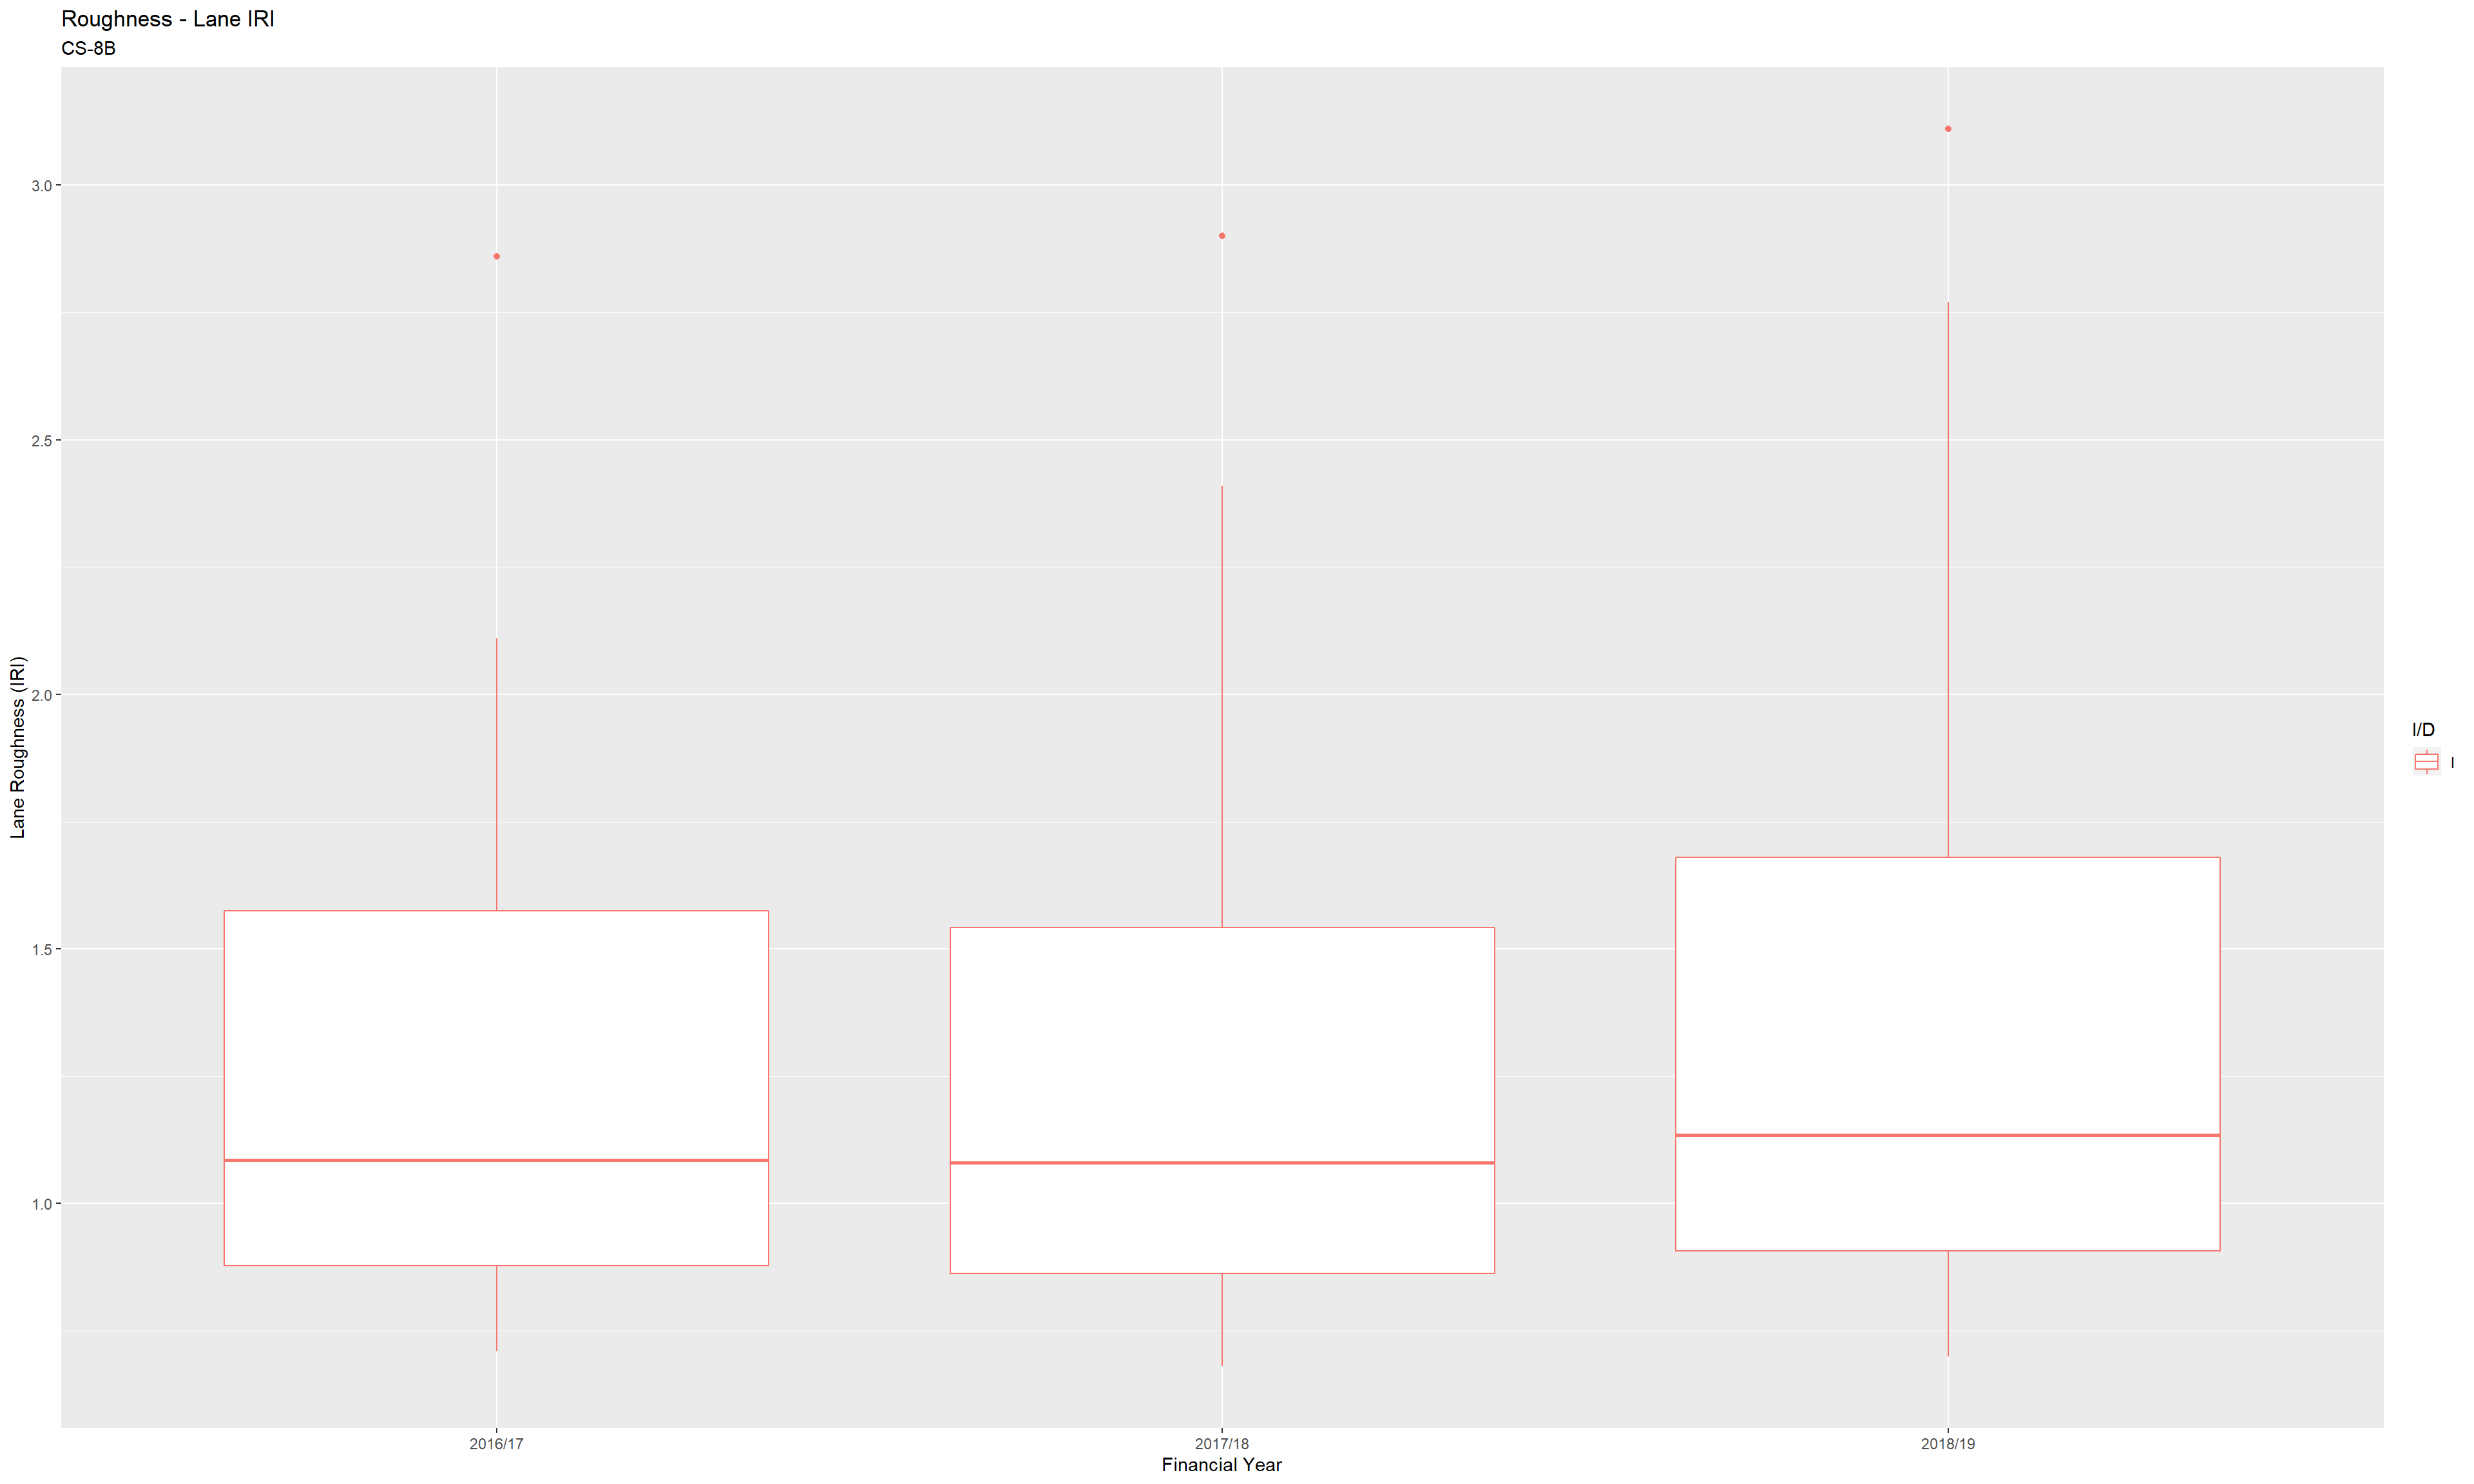 Roughness - Lane IRI
CS-8B
Lane Roughness (IRI)
3.0
2.5
2.0
1.5
1.0
2016/17
2017/18
2018/19
Financial Year
I/D
I